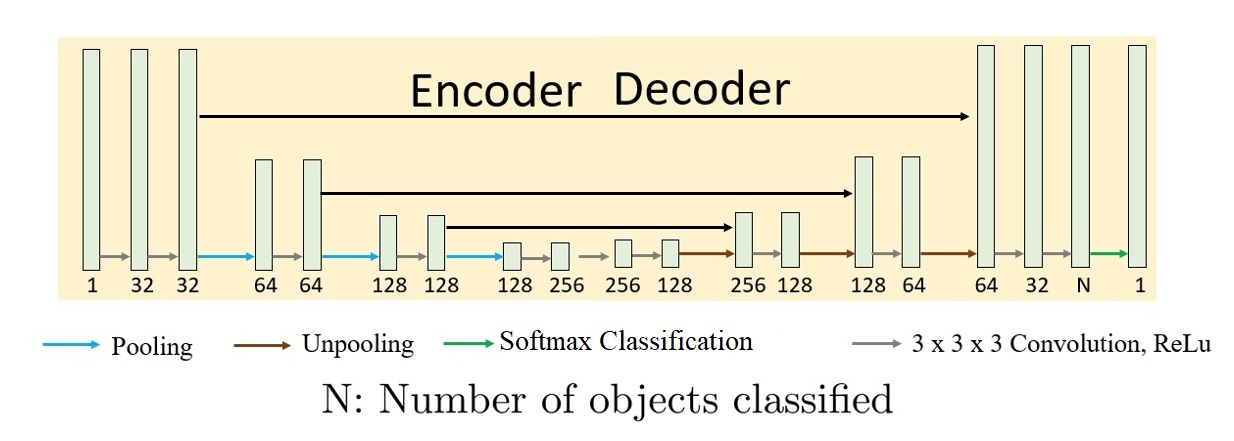 Encoder Decoder
1 32 32 64 64 128 128 128 256 256 128 256 128 128 64 64 32 N 1
Pooling Unpooling Softmax Classification 3 x 3 x 3 Convolution, ReLu
N: Number of objects classified